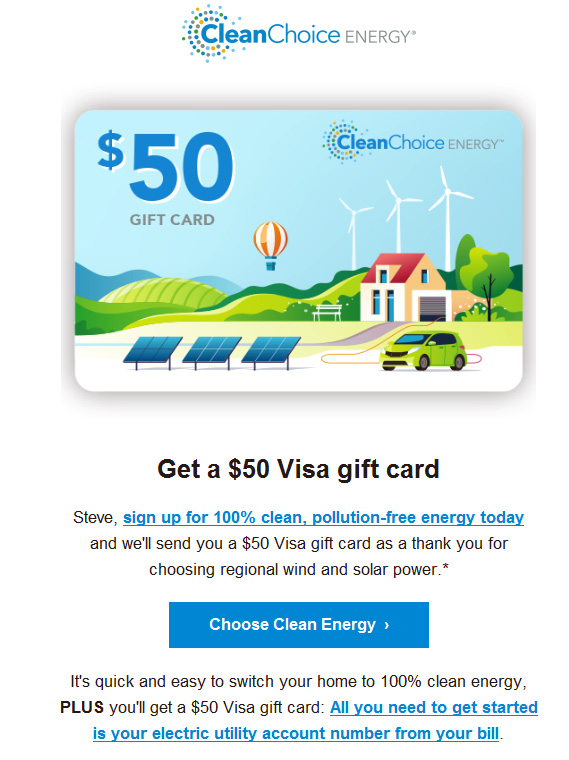 CleanChoice ENERGY®
$50
GIFT CARD
CleanChoice ENERGY™
Get a $50 Visa gift card
Steve, sign up for 100% clean, pollution-free energy today
and we'll send you a $50 Visa gift card as a thank you for
choosing regional wind and solar power.*
Choose Clean Energy ›
It's quick and easy to switch your home to 100% clean energy,
PLUS you'll get a $50 Visa gift card: All you need to get started
is your electric utility account number from your bill.